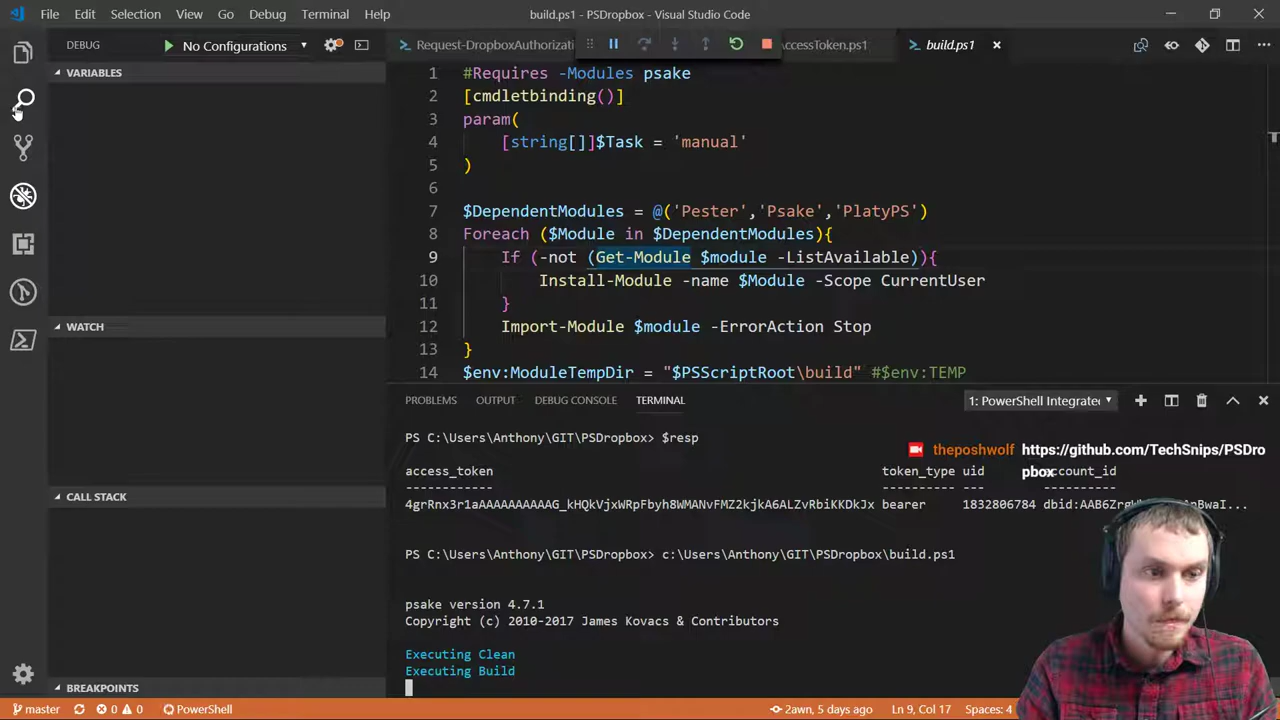 File Edit Selection View Go Debug Terminal Help
build.ps1 - PSDropbox - Visual Studio Code
DEBUG No Configurations
Request-DropboxAuthorizati ccessToken.ps1 build.ps1
VARIABLES
WATCH
CALL STACK
BREAKPOINTS
1 #Requires -Modules psake
2 [cmdletbinding()]
3 param(
4 [string[]]$Task = 'manual'
5 )
6
7 $DependentModules = @('Pester','Psake','PlatyPS')
8 Foreach ($Module in $DependentModules){
9 If (-not (Get-Module $module -ListAvailable)){
10 Install-Module -name $Module -Scope CurrentUser
11 }
12 Import-Module $module -ErrorAction Stop
13 }
14 $env:ModuleTempDir = "$PSScriptRoot\build" #$env:TEMP
PROBLEMS OUTPUT DEBUG CONSOLE TERMINAL 1: PowerShell Integrate
PS C:\Users\Anthony\GIT\PSDropbox> $resp
theposhwolf https://github.com/TechSnips/PSDro
pbox
access_token token_type uid account_id
------------ ---------- --- ----------
4grRnx3r1aAAAAAAAAAAG_kHQkVjxWRpFbyh8WMANvFMZ2kjkA6ALZvRbiKKDkJx bearer 1832806784
PS C:\Users\Anthony\GIT\PSDropbox> c:\Users\Anthony\GIT\PSDropbox\build.ps1
psake version 4.7.1
Copyright (c) 2010-2017 James Kovacs & Contributors
Executing Clean
Executing Build
master 0 0 PowerShell 2awn, 5 days ago Ln 9, Col 17 Spaces: 4